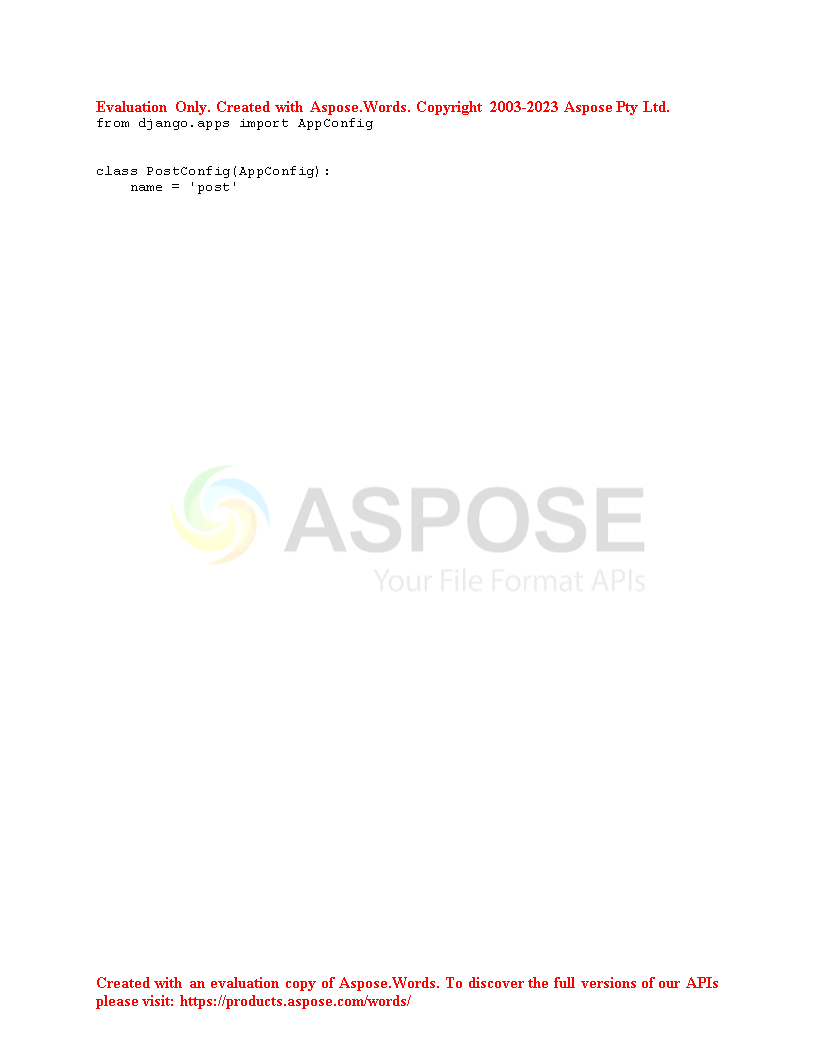 Evaluation Only. Created with Aspose.Words. Copyright 2003-2023 Aspose Pty Ltd.
from django.apps import AppConfig
class PostConfig(AppConfig):
    name = 'post'
ASPOSE
Your File Format APIs
Created with an evaluation copy of Aspose.Words. To discover the full versions of our APIs
please visit: https://products.aspose.com/words/